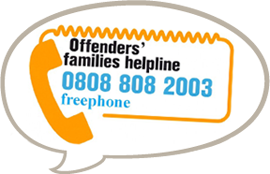 Offenders'
families helpline
0808 808 2003
freephone